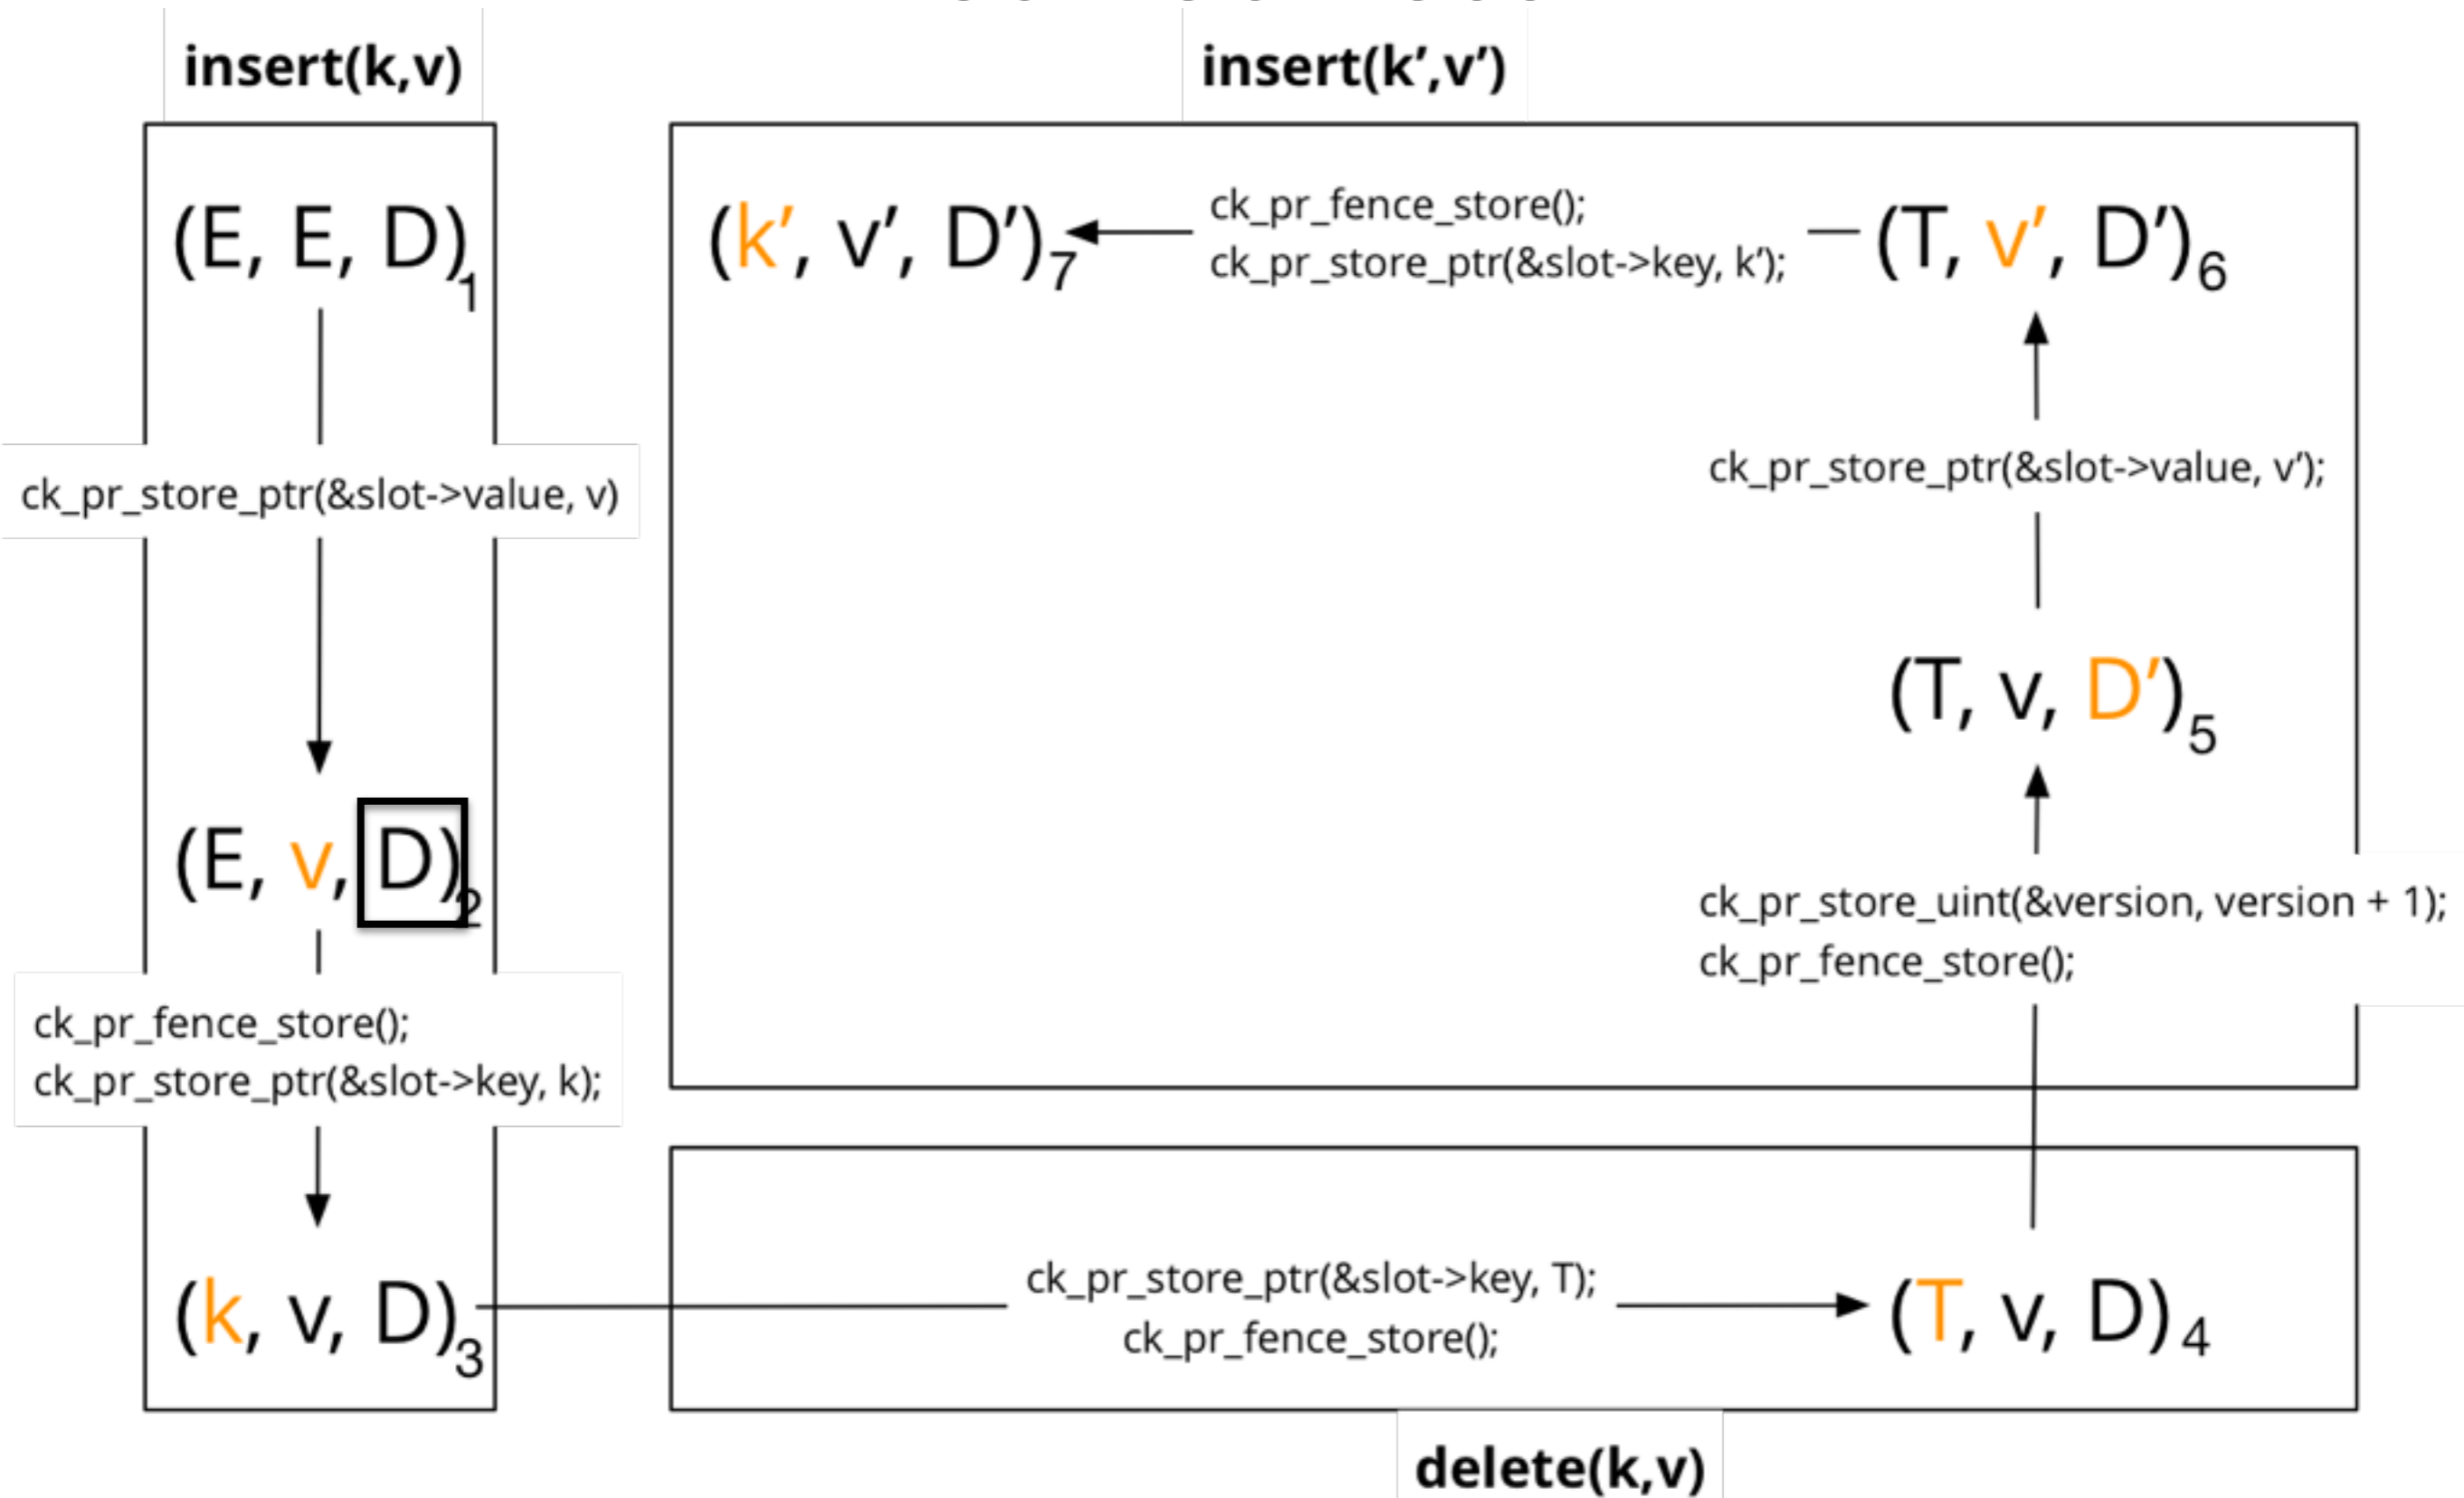 insert(k,v)
insert(k’,v’)
(E, E, D)1
(k’, v’, D’)7
ck_pr_fence_store();
ck_pr_store_ptr(&slot->key, k’);
(T, v’, D’)6
ck_pr_store_ptr(&slot->value, v)
ck_pr_store_ptr(&slot->value, v’);
(T, v, D’)5
(E, v, D)2
ck_pr_store_uint(&version, version + 1);
ck_pr_fence_store();
ck_pr_fence_store();
ck_pr_store_ptr(&slot->key, k);
(k, v, D)3
ck_pr_store_ptr(&slot->key, T);
ck_pr_fence_store();
(T, v, D)4
delete(k,v)